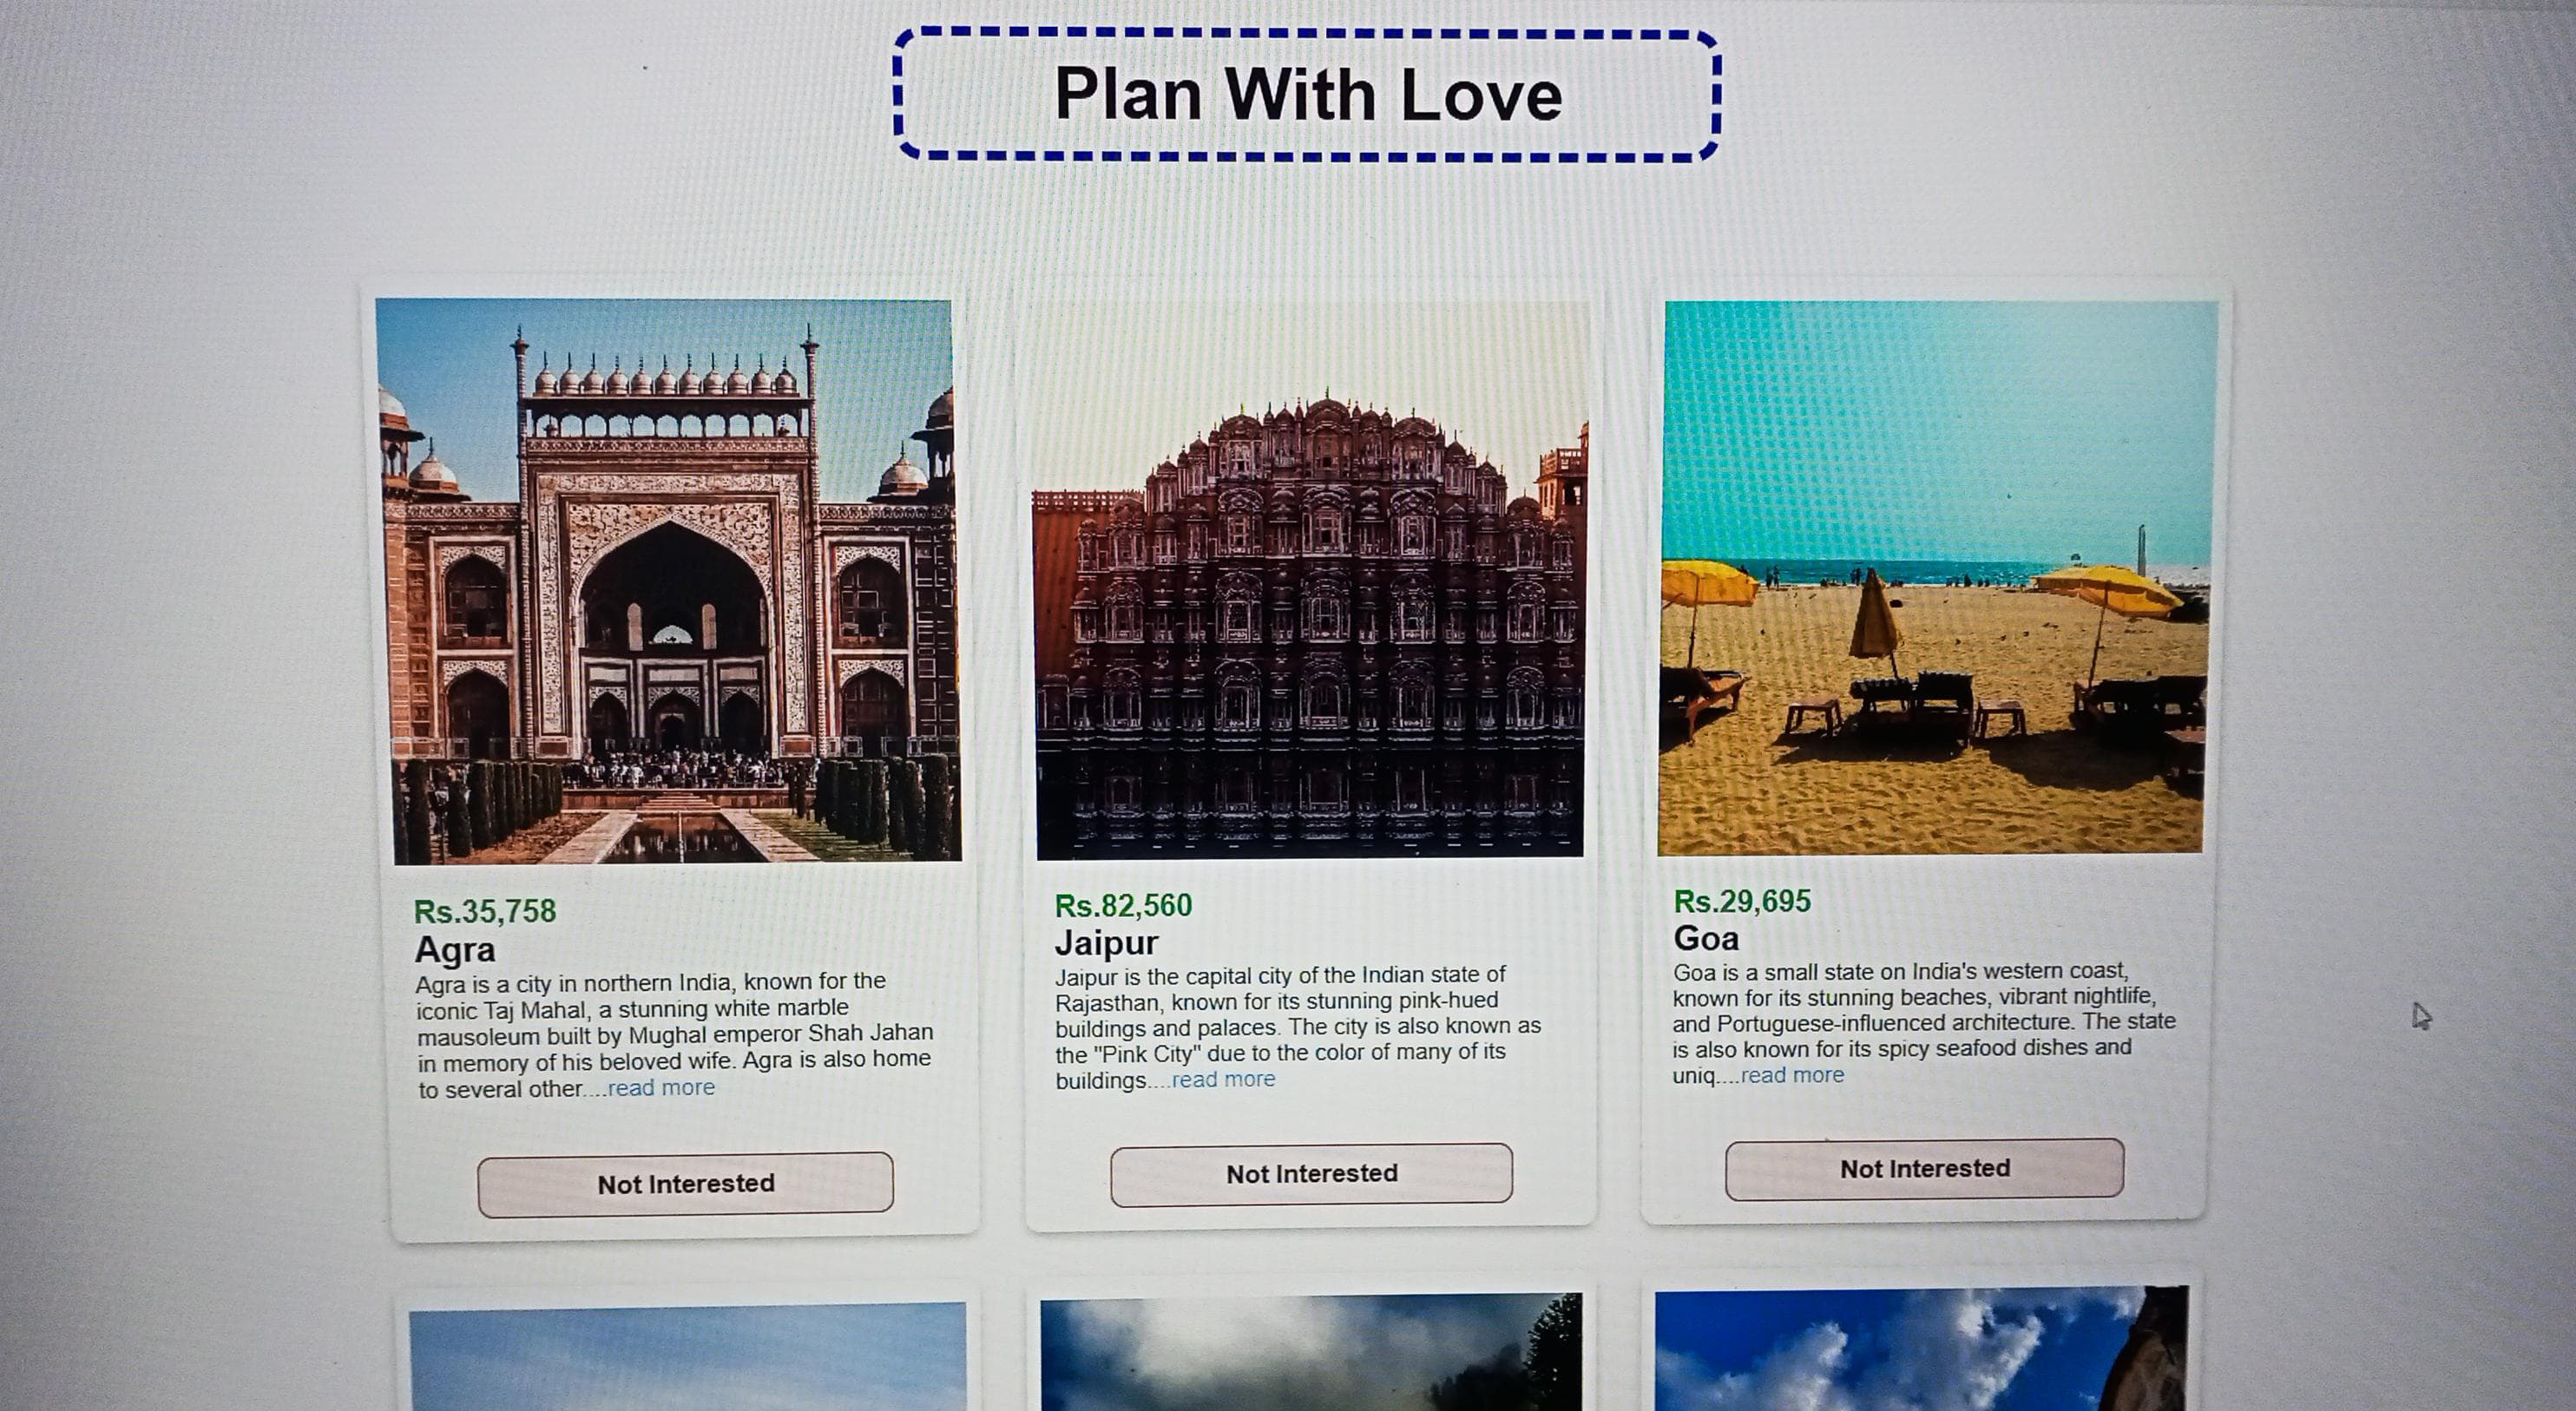 Plan With Love
Rs.35,758
Agra
Agra is a city in northern India, known for the
iconic Taj Mahal, a stunning white marble
mausoleum built by Mughal emperor Shah Jahan
in memory of his beloved wife. Agra is also home
to several other....read more
Not Interested
Rs.82,560
Jaipur
Jaipur is the capital city of the Indian state of
Rajasthan, known for its stunning pink-hued
buildings and palaces. The city is also known as
the "Pink City" due to the color of many of its
buildings....read more
Not Interested
Rs.29,695
Goa
Goa is a small state on India's western coast,
known for its stunning beaches, vibrant nightlife,
and Portuguese-influenced architecture. The state
is also known for its spicy seafood dishes and
uniq....read more
Not Interested